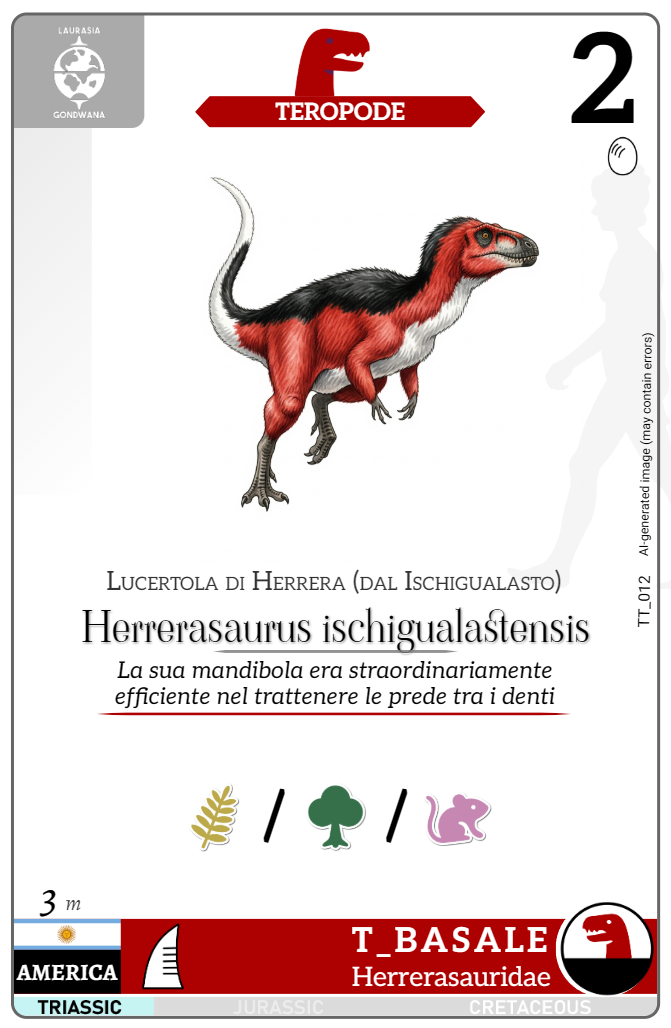 LAURASIA
GONDWANA
TEROPODE
2
AI-generated image (may contain errors)
TT_012
Lucertola di Herrera (dal Ischigualasto)
Herrerasaurus ischigualastensis
La sua mandibola era straordinariamente
efficiente nel trattenere le prede tra i denti
/ /
3 m
AMERICA
T_BASALE
Herrerasauridae
TRIASSIC JURASSIC CRETACEOUS